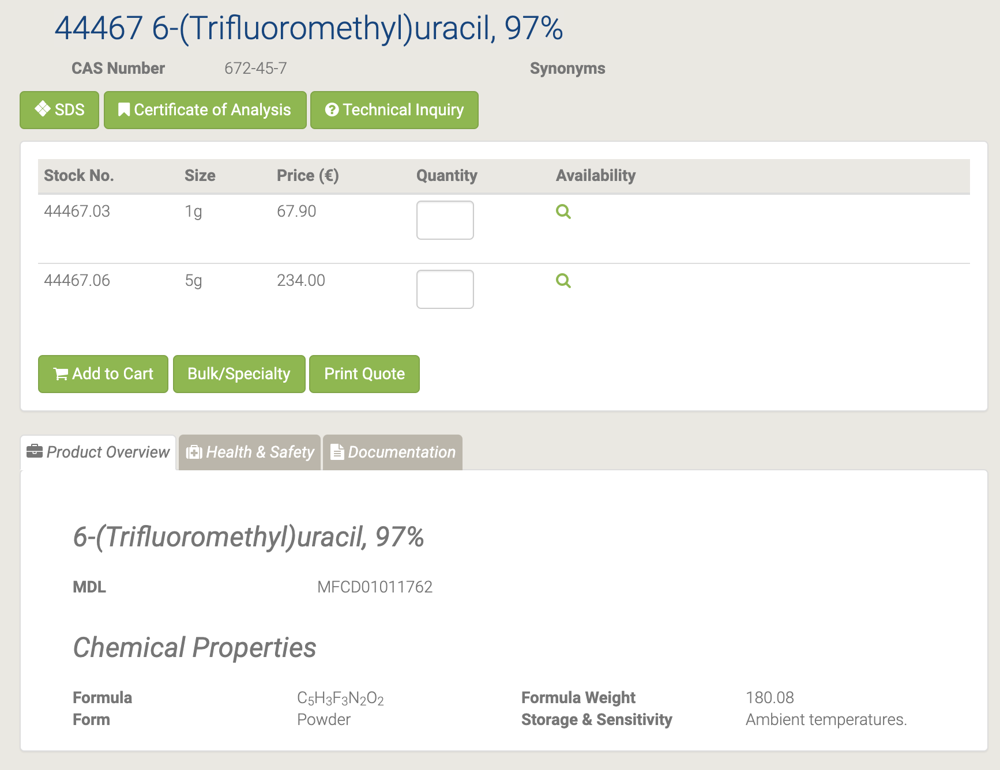 44467 6-(Trifluoromethyl)uracil, 97%
CAS Number 672-45-7 Synonyms
SDS Certificate of Analysis Technical Inquiry
Stock No. Size Price (€) Quantity Availability
44467.03 1g 67.90
44467.06 5g 234.00
Add to Cart Bulk/Specialty Print Quote
Product Overview Health & Safety Documentation
6-(Trifluoromethyl)uracil, 97%
MDL MFCD01011762
Chemical Properties
Formula C₅H₃F₃N₂O₂ Formula Weight 180.08
Form Powder Storage & Sensitivity Ambient temperatures.